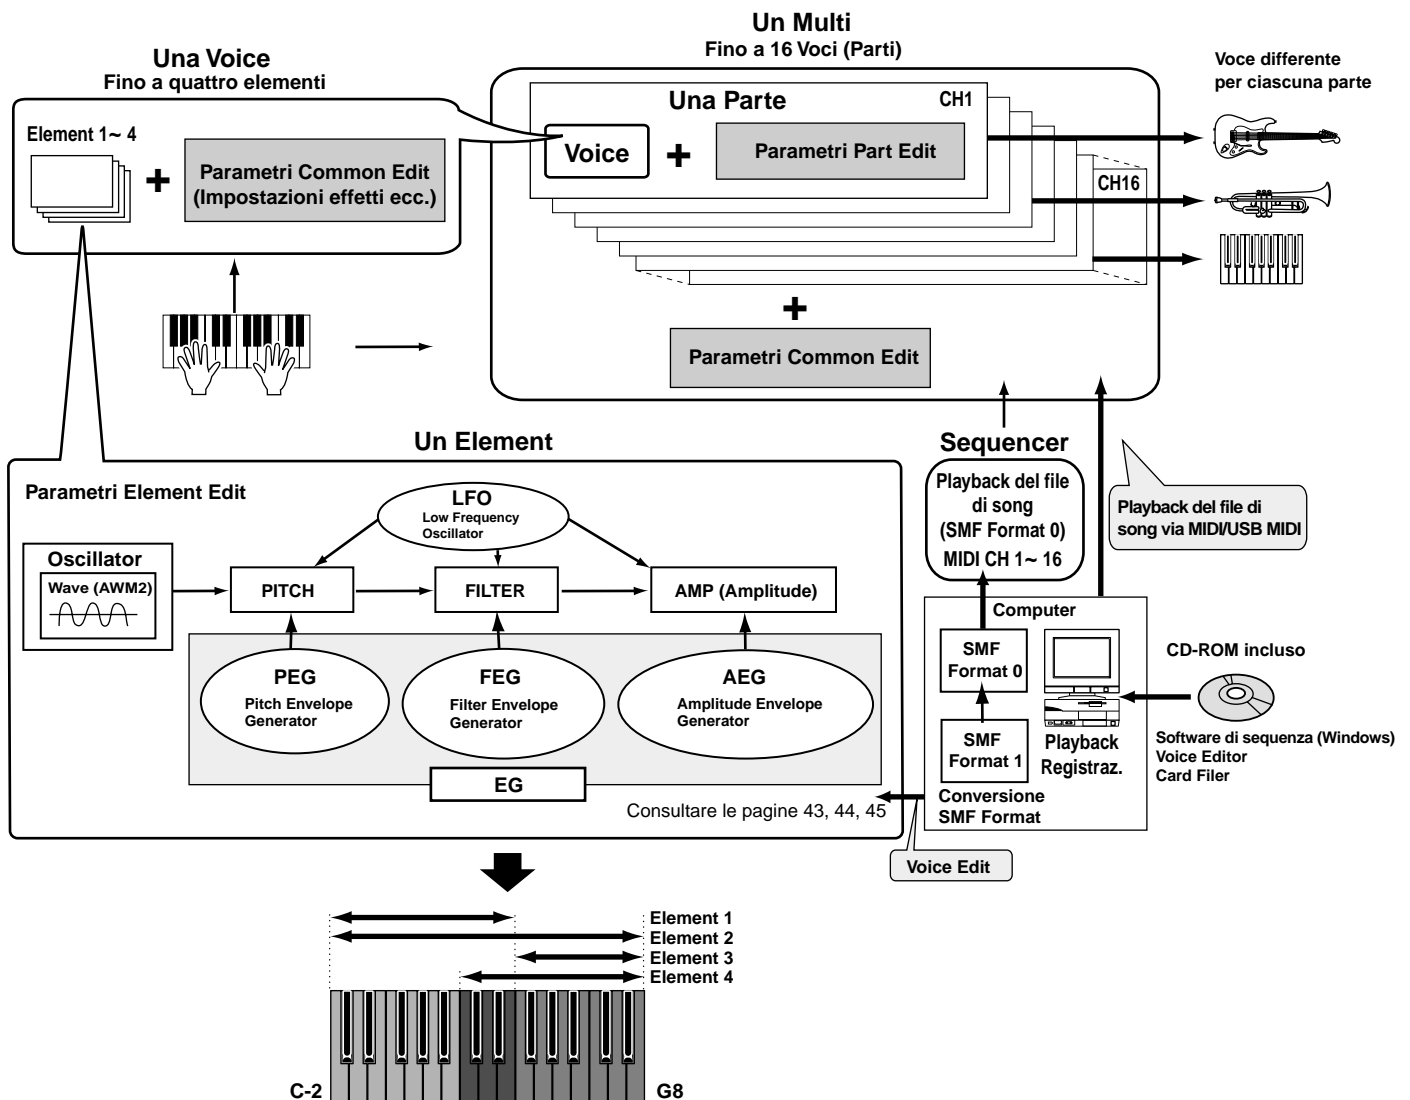 Un Multi
Fino a 16 Voci (Parti)
Una Voice
Fino a quattro elementi
Voce differente
per ciascuna parte
Element 1~ 4
Parametri Common Edit
(Impostazioni effetti ecc.)
Una Parte
CH1
Voice
Parametri Part Edit
CH16
Parametri Common Edit
Un Element
Parametri Element Edit
LFO
Low Frequency
Oscillator
Oscillator
Wave (AWM2)
PITCH
FILTER
AMP (Amplitude)
PEG
Pitch Envelope
Generator
FEG
Filter Envelope
Generator
AEG
Amplitude Envelope
Generator
EG
Consultare le pagine 43, 44, 45
Sequencer
Playback del file
di song
(SMF Format 0)
MIDI CH 1~ 16
Playback del file di
song via MIDI/USB MIDI
Computer
SMF
Format 0
SMF
Format 1
Playback
Registraz.
Conversione
SMF Format
CD-ROM incluso
Software di sequenza (Windows)
Voice Editor
Card Filer
Voice Edit
Element 1
Element 2
Element 3
Element 4
C-2
G8